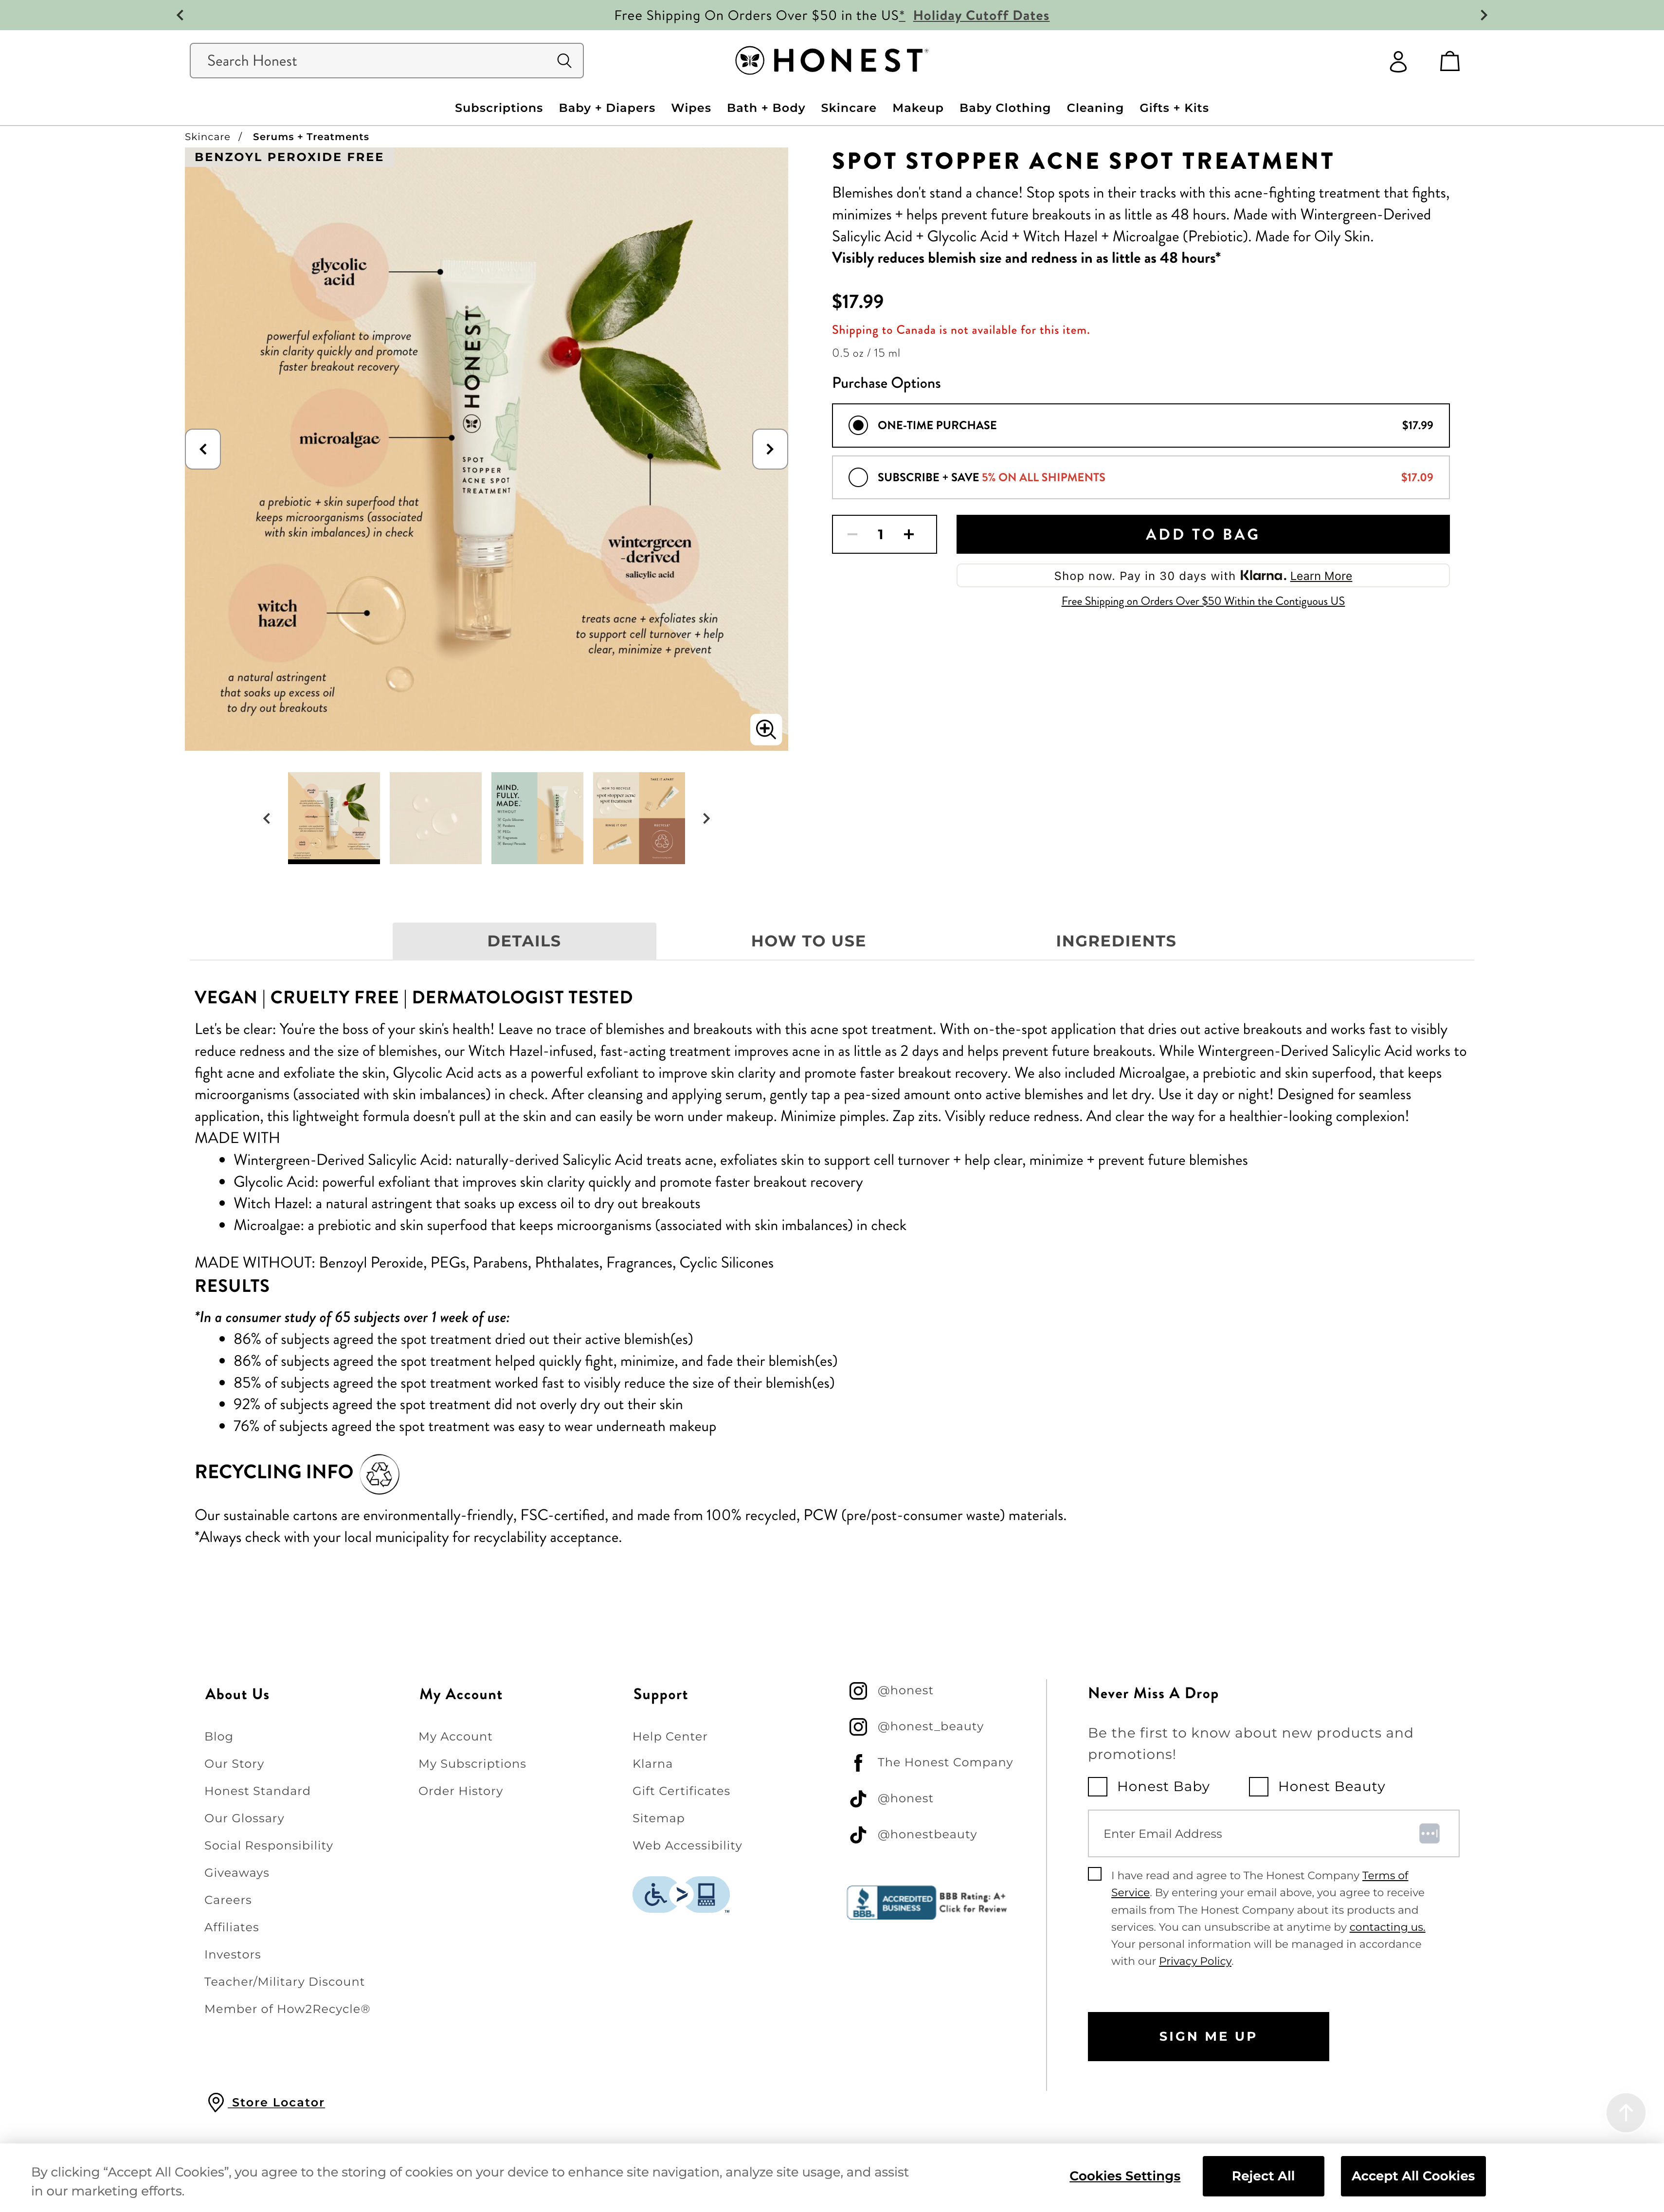 Free Shipping On Orders Over $50 in the US* Holiday Cutoff Dates
Search Honest
HONEST
Subscriptions Baby + Diapers Wipes Bath + Body Skincare Makeup Baby Clothing Cleaning Gifts + Kits
Skincare / Serums + Treatments
BENZOYL PEROXIDE FREE
glycolic
acid
powerful exfoliant to improve
skin clarity quickly and promote
faster breakout recovery
microalgae
a prebiotic + skin superfood that
keeps microorganisms (associated
with skin imbalances) in check
witch
hazel
a natural astringent
that soaks up excess oil
to dry out breakouts
HONEST
SPOT
STOPPER
ACNE SPOT
TREATMENT
wintergreen
-derived
salicylic acid
treats acne + exfoliates skin
to support cell turnover + help
clear, minimize + prevent
MIND.
FULLY.
MADE.
SPOT STOPPER ACNE SPOT TREATMENT
Blemishes don't stand a chance! Stop spots in their tracks with this acne-fighting treatment that fights,
minimizes + helps prevent future breakouts in as little as 48 hours. Made with Wintergreen-Derived
Salicylic Acid + Glycolic Acid + Witch Hazel + Microalgae (Prebiotic). Made for Oily Skin.
Visibly reduces blemish size and redness in as little as 48 hours*
$17.99
Shipping to Canada is not available for this item.
0.5 oz / 15 ml
Purchase Options
ONE-TIME PURCHASE $17.99
SUBSCRIBE + SAVE 5% ON ALL SHIPMENTS $17.09
1
ADD TO BAG
Shop now. Pay in 30 days with Klarna. Learn More
Free Shipping on Orders Over $50 Within the Contiguous US
DETAILS HOW TO USE INGREDIENTS
VEGAN | CRUELTY FREE | DERMATOLOGIST TESTED
Let's be clear: You're the boss of your skin's health! Leave no trace of blemishes and breakouts with this acne spot treatment. With on-the-spot application that dries out active breakouts and works fast to visibly
reduce redness and the size of blemishes, our Witch Hazel-infused, fast-acting treatment improves acne in as little as 2 days and helps prevent future breakouts. While Wintergreen-Derived Salicylic Acid works to
fight acne and exfoliate the skin, Glycolic Acid acts as a powerful exfoliant to improve skin clarity and promote faster breakout recovery. We also included Microalgae, a prebiotic and skin superfood, that keeps
microorganisms (associated with skin imbalances) in check. After cleansing and applying serum, gently tap a pea-sized amount onto active blemishes and let dry. Use it day or night! Designed for seamless
application, this lightweight formula doesn't pull at the skin and can easily be worn under makeup. Minimize pimples. Zap zits. Visibly reduce redness. And clear the way for a healthier-looking complexion!
MADE WITH
• Wintergreen-Derived Salicylic Acid: naturally-derived Salicylic Acid treats acne, exfoliates skin to support cell turnover + help clear, minimize + prevent future blemishes
• Glycolic Acid: powerful exfoliant that improves skin clarity quickly and promote faster breakout recovery
• Witch Hazel: a natural astringent that soaks up excess oil to dry out breakouts
• Microalgae: a prebiotic and skin superfood that keeps microorganisms (associated with skin imbalances) in check
MADE WITHOUT: Benzoyl Peroxide, PEGs, Parabens, Phthalates, Fragrances, Cyclic Silicones
RESULTS
*In a consumer study of 65 subjects over 1 week of use:
• 86% of subjects agreed the spot treatment dried out their active blemish(es)
• 86% of subjects agreed the spot treatment helped quickly fight, minimize, and fade their blemish(es)
• 85% of subjects agreed the spot treatment worked fast to visibly reduce the size of their blemish(es)
• 92% of subjects agreed the spot treatment did not overly dry out their skin
• 76% of subjects agreed the spot treatment was easy to wear underneath makeup
RECYCLING INFO
Our sustainable cartons are environmentally-friendly, FSC-certified, and made from 100% recycled, PCW (pre/post-consumer waste) materials.
*Always check with your local municipality for recyclability acceptance.
About Us
Blog
Our Story
Honest Standard
Our Glossary
Social Responsibility
Giveaways
Careers
Affiliates
Investors
Teacher/Military Discount
Member of How2Recycle®
Store Locator
My Account
My Account
My Subscriptions
Order History
Support
Help Center
Klarna
Gift Certificates
Sitemap
Web Accessibility
@honest
@honest_beauty
The Honest Company
@honest
@honestbeauty
BBB. ACCREDITED BUSINESS
BBB Rating: A+
Click for Review
Never Miss A Drop
Be the first to know about new products and
promotions!
Honest Baby Honest Beauty
Enter Email Address
I have read and agree to The Honest Company Terms of
Service. By entering your email above, you agree to receive
emails from The Honest Company about its products and
services. You can unsubscribe at anytime by contacting us.
Your personal information will be managed in accordance
with our Privacy Policy.
SIGN ME UP
By clicking “Accept All Cookies”, you agree to the storing of cookies on your device to enhance site navigation, analyze site usage, and assist
in our marketing efforts.
Cookies Settings Reject All Accept All Cookies